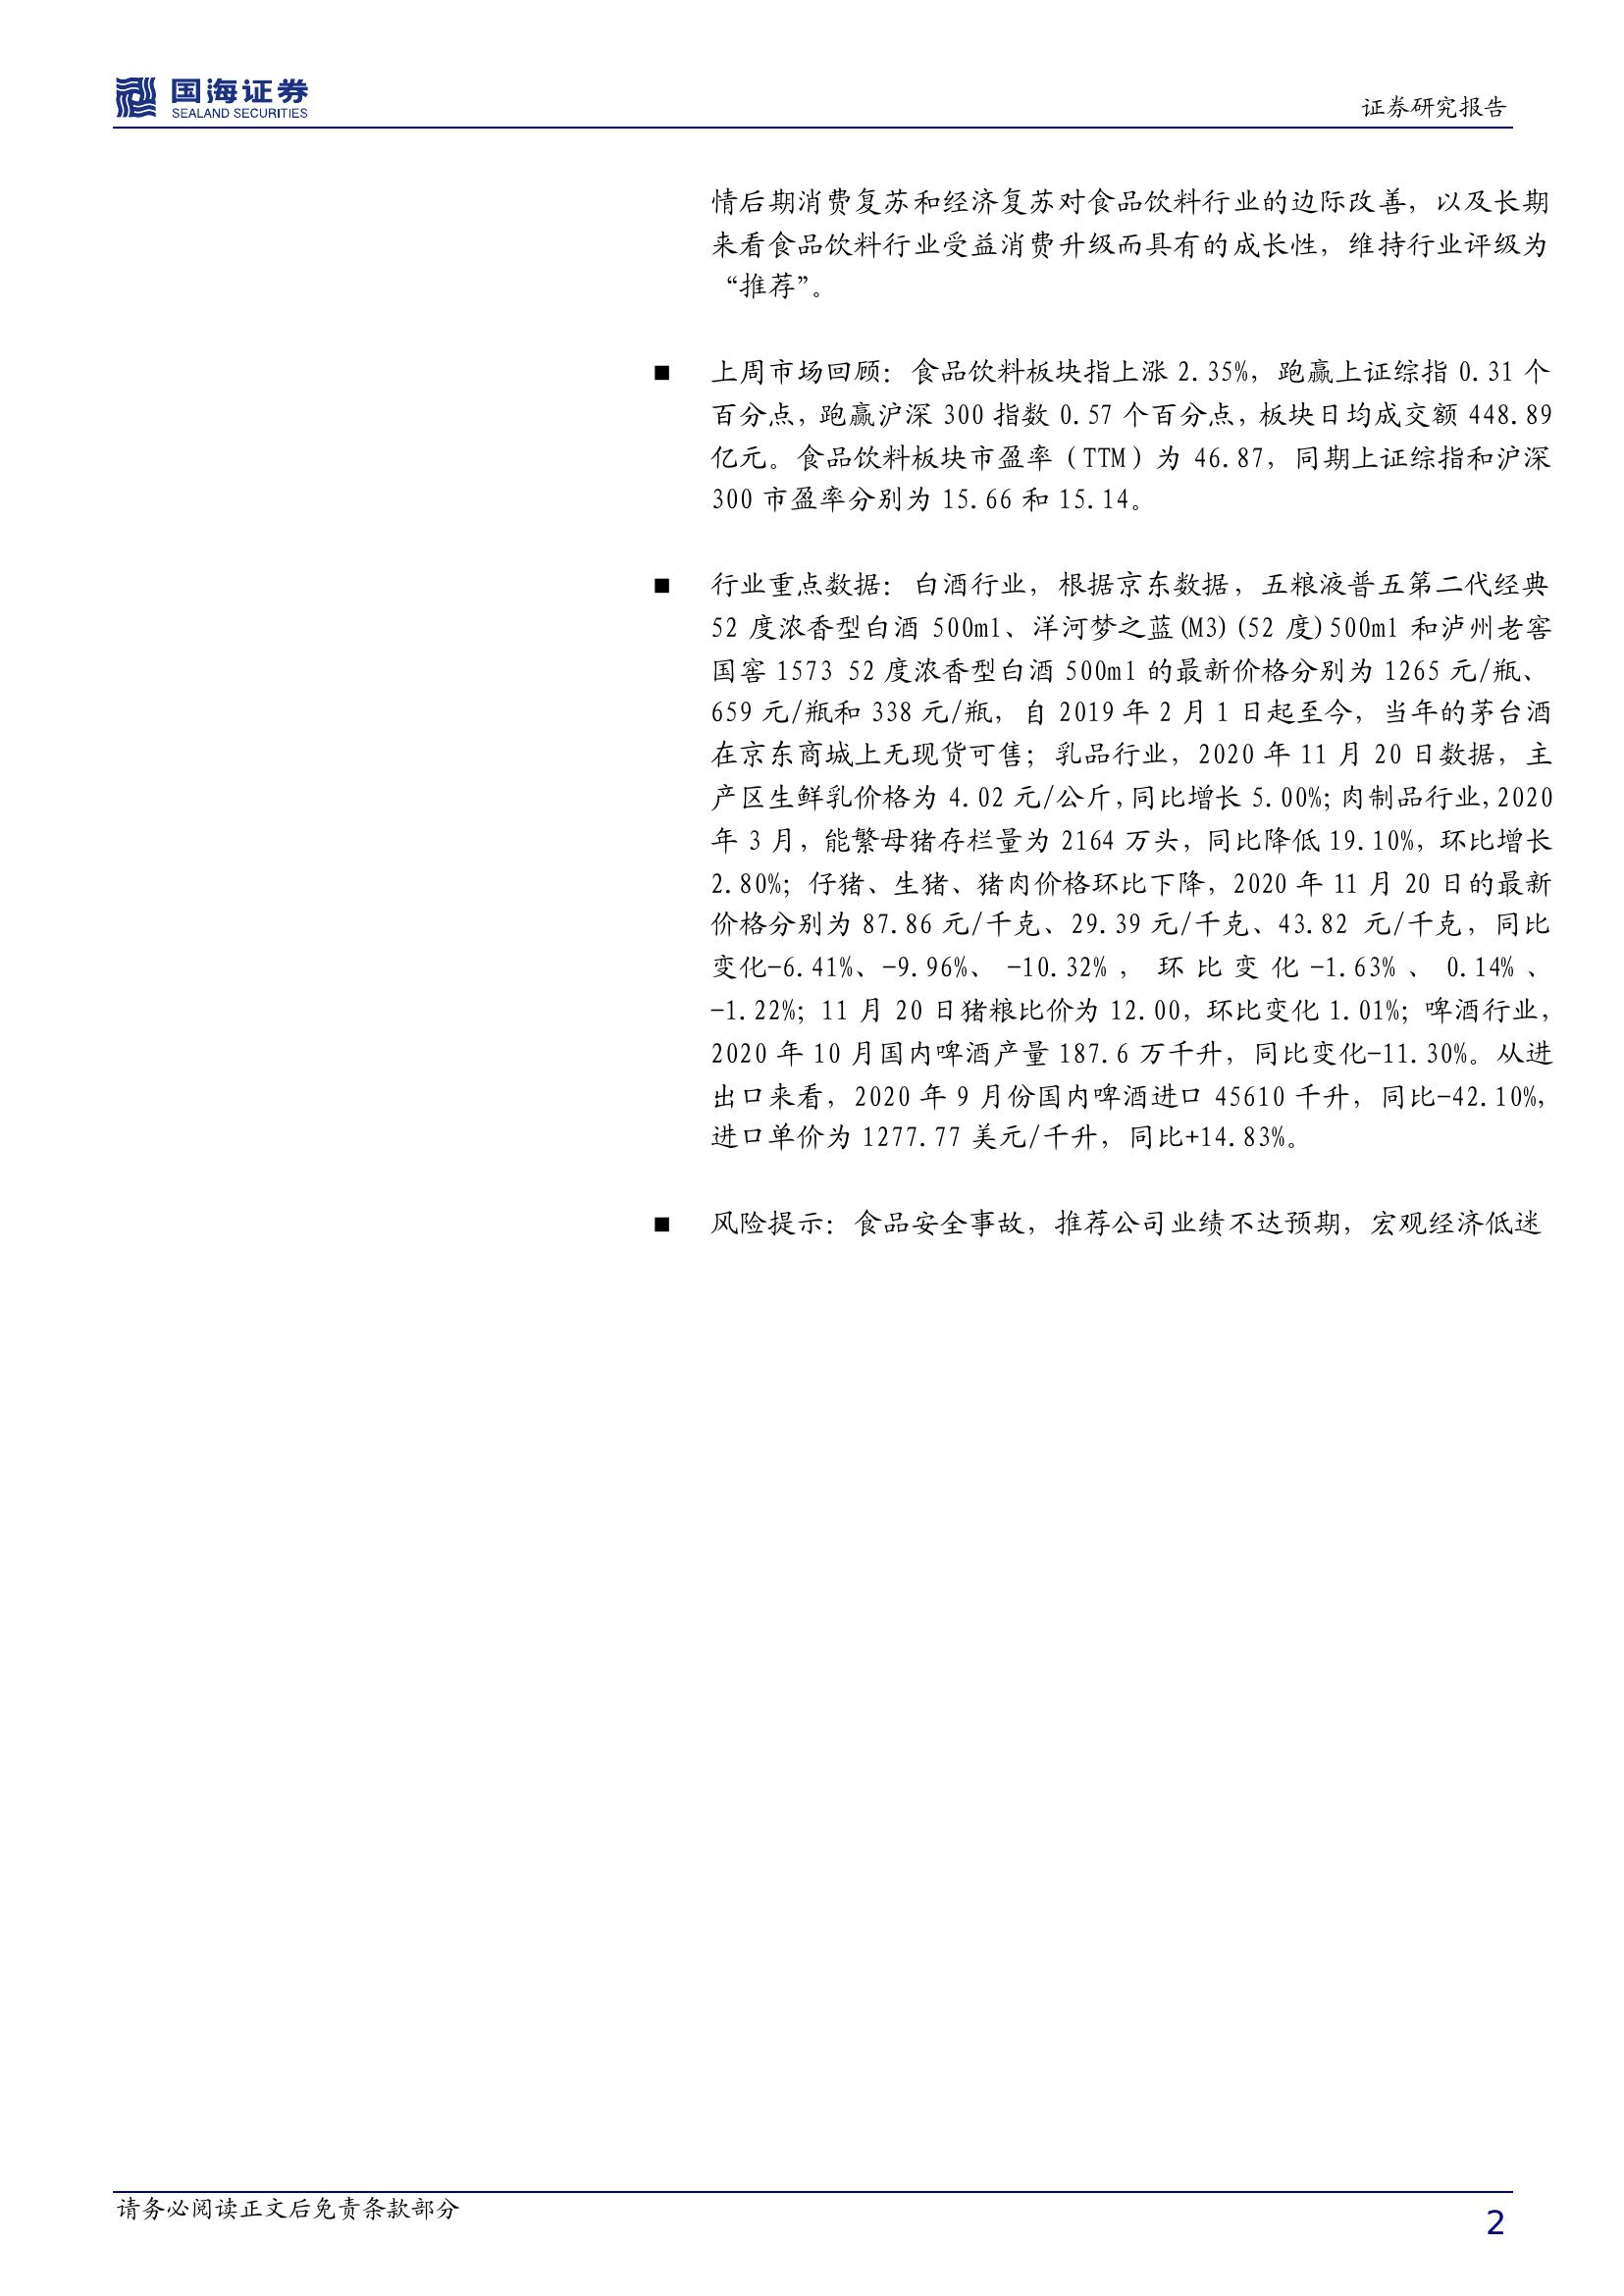 国海证券
SEALAND SECURITIES
证券研究报告
情后期消费复苏和经济复苏对食品饮料行业的边际改善，以及长期
来看食品饮料行业受益消费升级而具有的成长性，维持行业评级为
“推荐”。
■ 上周市场回顾：食品饮料板块指上涨 2.35%，跑赢上证综指 0.31 个
百分点，跑赢沪深 300 指数 0.57 个百分点，板块日均成交额 448.89
亿元。食品饮料板块市盈率（TTM）为 46.87，同期上证综指和沪深
300 市盈率分别为 15.66 和 15.14。
■ 行业重点数据：白酒行业，根据京东数据，五粮液普五第二代经典
52 度浓香型白酒 500ml、洋河梦之蓝(M3)(52 度)500ml 和泸州老窖
国窖 1573 52 度浓香型白酒 500ml 的最新价格分别为 1265 元/瓶、
659 元/瓶和 338 元/瓶，自 2019 年 2 月 1 日起至今，当年的茅台酒
在京东商城上无现货可售；乳品行业，2020 年 11 月 20 日数据，主
产区生鲜乳价格为 4.02 元/公斤，同比增长 5.00%；肉制品行业，2020
年 3 月，能繁母猪存栏量为 2164 万头，同比降低 19.10%，环比增长
2.80%；仔猪、生猪、猪肉价格环比下降，2020 年 11 月 20 日的最新
价格分别为 87.86 元/千克、29.39 元/千克、43.82 元/千克，同比
变化-6.41%、-9.96%、 -10.32% ， 环 比 变 化 -1.63% 、 0.14% 、
-1.22%；11 月 20 日猪粮比价为 12.00，环比变化 1.01%；啤酒行业，
2020 年 10 月国内啤酒产量 187.6 万千升，同比变化-11.30%。从进
出口来看，2020 年 9 月份国内啤酒进口 45610 千升，同比-42.10%，
进口单价为 1277.77 美元/千升，同比+14.83%。
■ 风险提示：食品安全事故，推荐公司业绩不达预期，宏观经济低迷
请务必阅读正文后免责条款部分
2